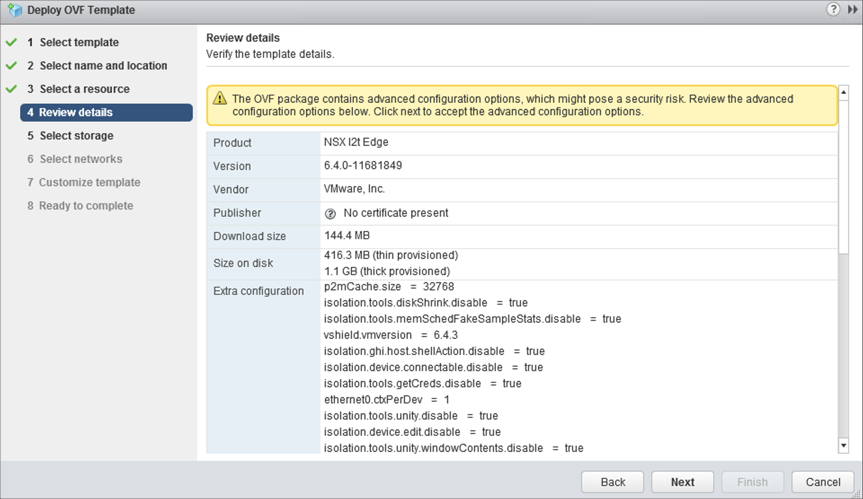 Deploy OVF Template
?
1 Select template
2 Select name and location
3 Select a resource
4 Review details
5 Select storage
6 Select networks
7 Customize template
8 Ready to complete
Review details
Verify the template details.
The OVF package contains advanced configuration options, which might pose a security risk. Review the advanced
configuration options below. Click next to accept the advanced configuration options.
Product NSX l2t Edge
Version 6.4.0-11681849
Vendor VMware, Inc.
Publisher ? No certificate present
Download size 144.4 MB
Size on disk 416.3 MB (thin provisioned)
1.1 GB (thick provisioned)
Extra configuration p2mCache.size = 32768
isolation.tools.diskShrink.disable = true
isolation.tools.memSchedFakeSampleStats.disable = true
vshield.vmversion = 6.4.3
isolation.ghi.host.shellAction.disable = true
isolation.device.connectable.disable = true
isolation.tools.getCreds.disable = true
ethernet0.ctxPerDev = 1
isolation.tools.unity.disable = true
isolation.device.edit.disable = true
isolation.tools.unity.windowContents.disable = true
Back Next Finish Cancel